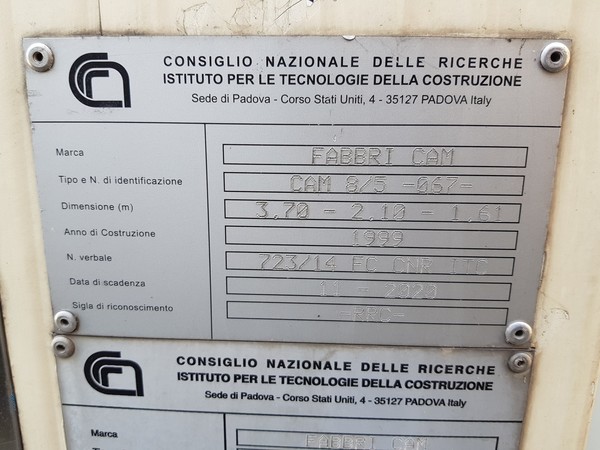 CONSIGLIO NAZIONALE DELLE RICERCHE
ISTITUTO PER LE TECNOLOGIE DELLA COSTRUZIONE
Sede di Padova - Corso Stati Uniti, 4 - 35127 PADOVA Italy
Marca FABBRI CAM
Tipo e N. di identificazione CAM 8/5 -067-
Dimensione (m) 3,70 - 2,10 - 1,61
Anno di Costruzione 1999
N. verbale 723/14 FC CNR ITC
Data di scadenza 11 - 2020
Sigla di riconoscimento
CONSIGLIO NAZIONALE DELLE RICERCHE
ISTITUTO PER LE TECNOLOGIE DELLA COSTRUZIONE
Sede di Padova - Corso Stati Uniti, 4 - 35127 PADOVA Italy
Marca FABBRI CAM